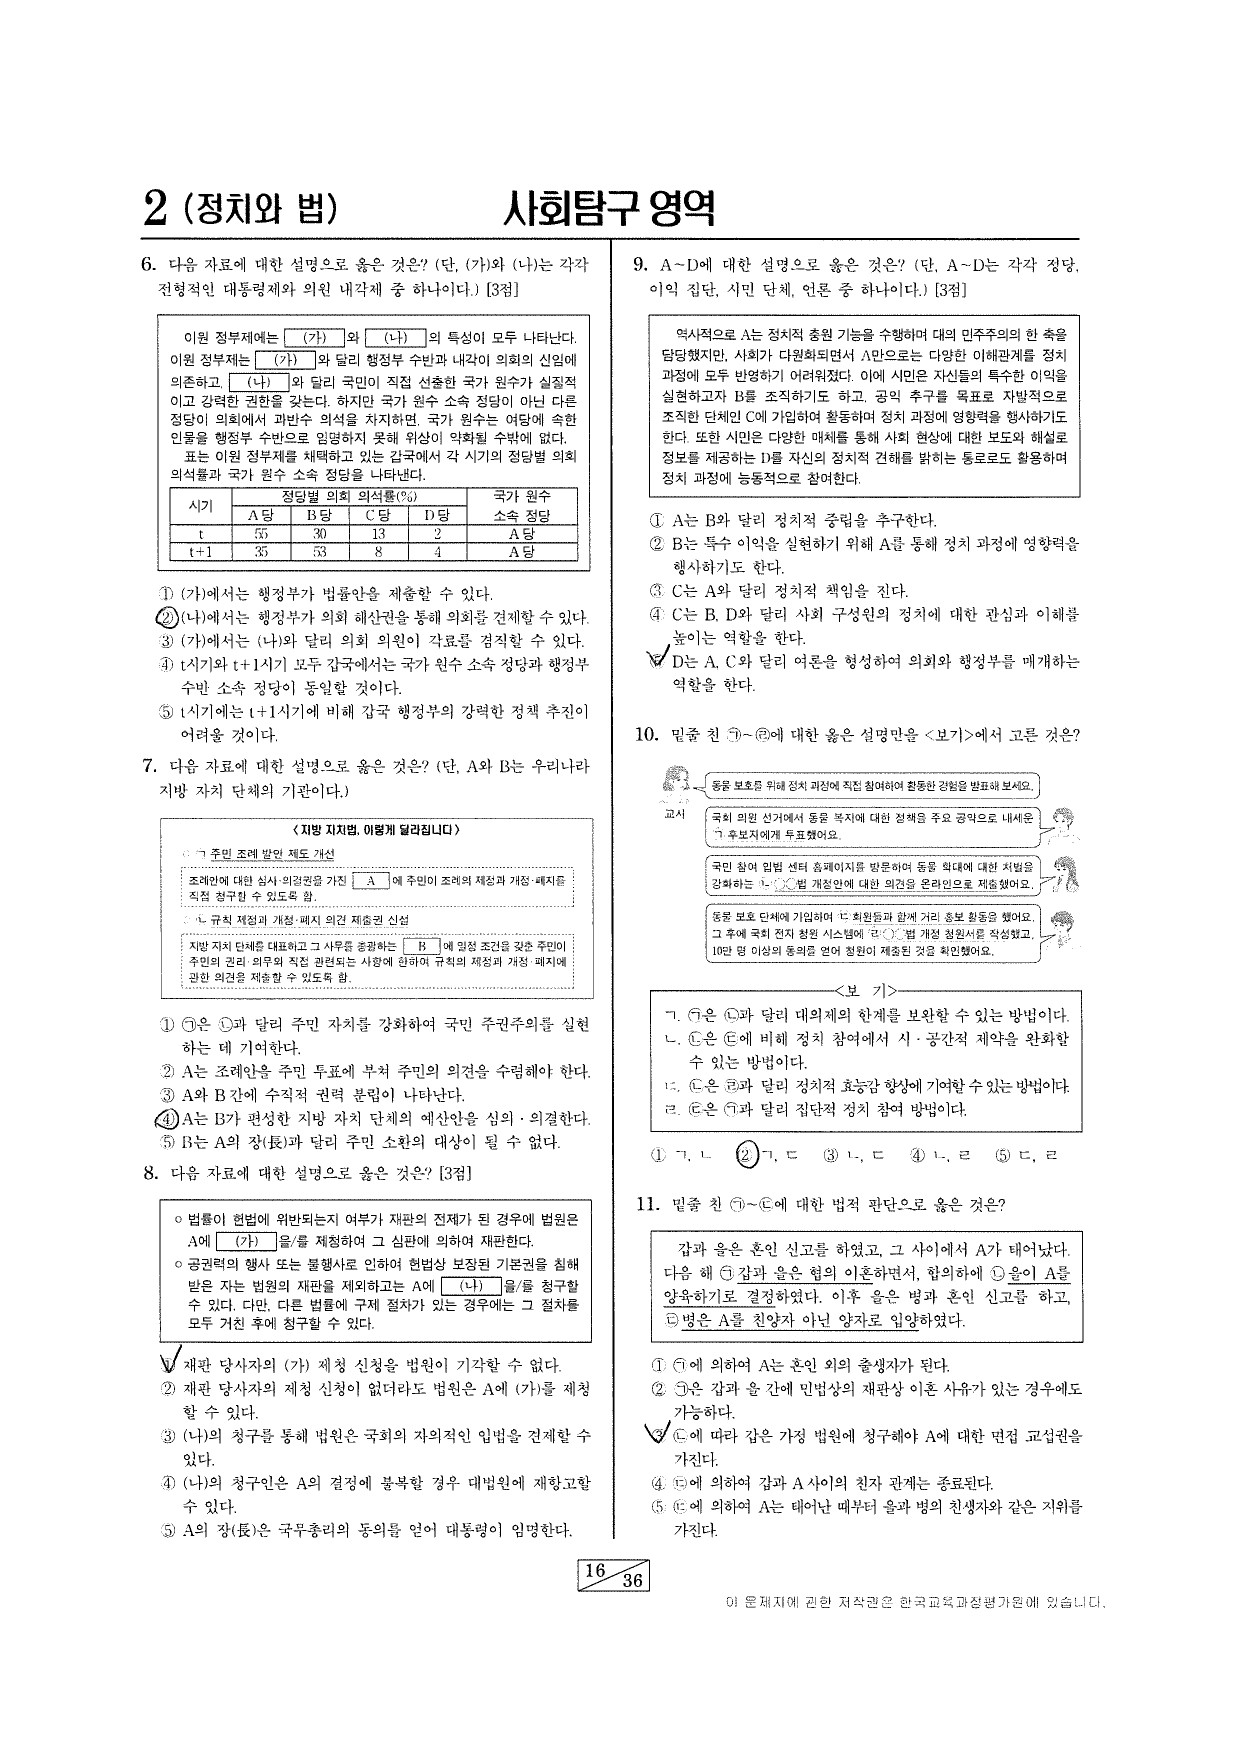 2 (정치와 법)
사회탐구 영역
6. 다음 자료에 대한 설명으로 옳은 것은? (단, (가)와 (나)는 각각
전형적인 대통령제와 의원 내각제 중 하나이다.) [3점]
이원 정부제에는 (가) 와 (나) 의 특성이 모두 나타난다.
이원 정부제는 (가) 와 달리 행정부 수반과 내각이 의회의 신임에
의존하고, (나) 와 달리 국민이 직접 선출한 국가 원수가 실질적
이고 강력한 권한을 갖는다. 하지만 국가 원수 소속 정당이 아닌 다른
정당이 의회에서 과반수 의석을 차지하면, 국가 원수는 여당에 속한
인물을 행정부 수반으로 임명하지 못해 위상이 약화될 수밖에 없다.
표는 이원 정부제를 채택하고 있는 갑국에서 각 시기의 정당별 의회
의석률과 국가 원수 소속 정당을 나타낸다.
시기 정당별 의회 의석률(%) 국가 원수 소속 정당
A당 B당 C당 D당
t 55 30 13 2 A당
t+1 35 53 8 4 A당
① (가)에서는 행정부가 법률안을 제출할 수 있다.
② (나)에서는 행정부가 의회 해산권을 통해 의회를 견제할 수 있다.
③ (가)에서는 (나)와 달리 의회 의원이 각료를 겸직할 수 있다.
④ t시기와 t+1시기 모두 갑국에서는 국가 원수 소속 정당과 행정부
수반 소속 정당이 동일할 것이다.
⑤ t시기에는 t+1시기에 비해 갑국 행정부의 강력한 정책 추진이
어려울 것이다.
7. 다음 자료에 대한 설명으로 옳은 것은? (단, A와 B는 우리나라
지방 자치 단체의 기관이다.)
<지방 자치법, 이렇게 달라집니다>
㉠ 주민 조례 발안 제도 개선
조례안에 대한 심사·의결권을 가진 A 에 주민이 조례의 제정과 개정·폐지를
직접 청구할 수 있도록 함.
㉡ 규칙 제정과 개정·폐지 의견 제출권 신설
지방 자치 단체를 대표하고 그 사무를 총괄하는 B 에 일정 조건을 갖춘 주민이
주민의 권리·의무와 직접 관련되는 사항에 한하여 규칙의 제정과 개정·폐지에
관한 의견을 제출할 수 있도록 함.
① ㉠은 ㉡과 달리 주민 자치를 강화하여 국민 주권주의를 실현
하는 데 기여한다.
② A는 조례안을 주민 투표에 부쳐 주민의 의견을 수렴해야 한다.
③ A와 B 간에 수직적 권력 분립이 나타난다.
④ A는 B가 편성한 지방 자치 단체의 예산안을 심의·의결한다.
⑤ B는 A의 장(長)과 달리 주민 소환의 대상이 될 수 없다.
8. 다음 자료에 대한 설명으로 옳은 것은? [3점]
○ 법률이 헌법에 위반되는지 여부가 재판의 전제가 된 경우에 법원은
A에 (가) 을/를 제청하여 그 심판에 의하여 재판한다.
○ 공권력의 행사 또는 불행사로 인하여 헌법상 보장된 기본권을 침해
받은 자는 법원의 재판을 제외하고는 A에 (나) 을/를 청구할
수 있다. 다만, 다른 법률에 구제 절차가 있는 경우에는 그 절차를
모두 거친 후에 청구할 수 있다.
① 재판 당사자의 (가) 제청 신청을 법원이 기각할 수 없다.
② 재판 당사자의 제청 신청이 없더라도 법원은 A에 (가)를 제청
할 수 있다.
③ (나)의 청구를 통해 법원은 국회의 자의적인 입법을 견제할 수
있다.
④ (나)의 청구인은 A의 결정에 불복할 경우 대법원에 재항고할
수 있다.
⑤ A의 장(長)은 국무총리의 동의를 얻어 대통령이 임명한다.
9. A~D에 대한 설명으로 옳은 것은? (단, A~D는 각각 정당,
이익 집단, 시민 단체, 언론 중 하나이다.) [3점]
역사적으로 A는 정치적 충원 기능을 수행하며 대의 민주주의의 한 축을
담당했지만, 사회가 다원화되면서 A만으로는 다양한 이해관계를 정치
과정에 모두 반영하기 어려워졌다. 이에 시민은 자신들의 특수한 이익을
실현하고자 B를 조직하기도 하고, 공익 추구를 목표로 자발적으로
조직한 단체인 C에 가입하여 활동하며 정치 과정에 영향력을 행사하기도
한다. 또한 시민은 다양한 매체를 통해 사회 현상에 대한 보도와 해설로
정보를 제공하는 D를 자신의 정치적 견해를 밝히는 통로로도 활용하며
정치 과정에 능동적으로 참여한다.
① A는 B와 달리 정치적 중립을 추구한다.
② B는 특수 이익을 실현하기 위해 A를 통해 정치 과정에 영향력을
행사하기도 한다.
③ C는 A와 달리 정치적 책임을 진다.
④ C는 B, D와 달리 사회 구성원의 정치에 대한 관심과 이해를
높이는 역할을 한다.
⑤ D는 A, C와 달리 여론을 형성하여 의회와 행정부를 매개하는
역할을 한다.
10. 밑줄 친 ㉠~㉣에 대한 옳은 설명만을 <보기>에서 고른 것은?
동물 보호를 위해 정치 과정에 직접 참여하여 활동한 경험을 발표해 보세요.
교사
국회 의원 선거에서 동물 복지에 대한 정책을 주요 공약으로 내세운
㉠ 후보자에게 투표했어요.
국민 참여 입법 센터 홈페이지를 방문하여 동물 학대에 대한 처벌을
강화하는 ㉡ ○○법 개정안에 대한 의견을 온라인으로 제출했어요.
동물 보호 단체에 가입하여 ㉢ 회원들과 함께 거리 홍보 활동을 했어요.
그 후에 국회 전자 청원 시스템에 ㉣ ○○법 개정 청원서를 작성했고,
10만 명 이상의 동의를 얻어 청원이 제출된 것을 확인했어요.
<보 기>
ㄱ. ㉠은 ㉡과 달리 대의제의 한계를 보완할 수 있는 방법이다.
ㄴ. ㉡은 ㉢에 비해 정치 참여에서 시·공간적 제약을 완화할
수 있는 방법이다.
ㄷ. ㉡은 ㉣과 달리 정치적 효능감 향상에 기여할 수 있는 방법이다.
ㄹ. ㉢은 ㉠과 달리 집단적 정치 참여 방법이다.
① ㄱ, ㄴ ② ㄱ, ㄷ ③ ㄴ, ㄷ ④ ㄴ, ㄹ ⑤ ㄷ, ㄹ
11. 밑줄 친 ㉠~㉢에 대한 법적 판단으로 옳은 것은?
갑과 을은 혼인 신고를 하였고, 그 사이에서 A가 태어났다.
다음 해 ㉠ 갑과 을은 협의 이혼하면서, 합의하에 ㉡ 을이 A를
양육하기로 결정하였다. 이후 을은 병과 혼인 신고를 하고,
㉢ 병은 A를 친양자 아닌 양자로 입양하였다.
① ㉠에 의하여 A는 혼인 외의 출생자가 된다.
② ㉠은 갑과 을 간에 민법상의 재판상 이혼 사유가 있는 경우에도
가능하다.
③ ㉡에 따라 갑은 가정 법원에 청구해야 A에 대한 면접 교섭권을
가진다.
④ ㉢에 의하여 갑과 A 사이의 친자 관계는 종료된다.
⑤ ㉢에 의하여 A는 태어난 때부터 을과 병의 친생자와 같은 지위를
가진다.
16 36
이 문제지에 관한 저작권은 한국교육과정평가원에 있습니다.